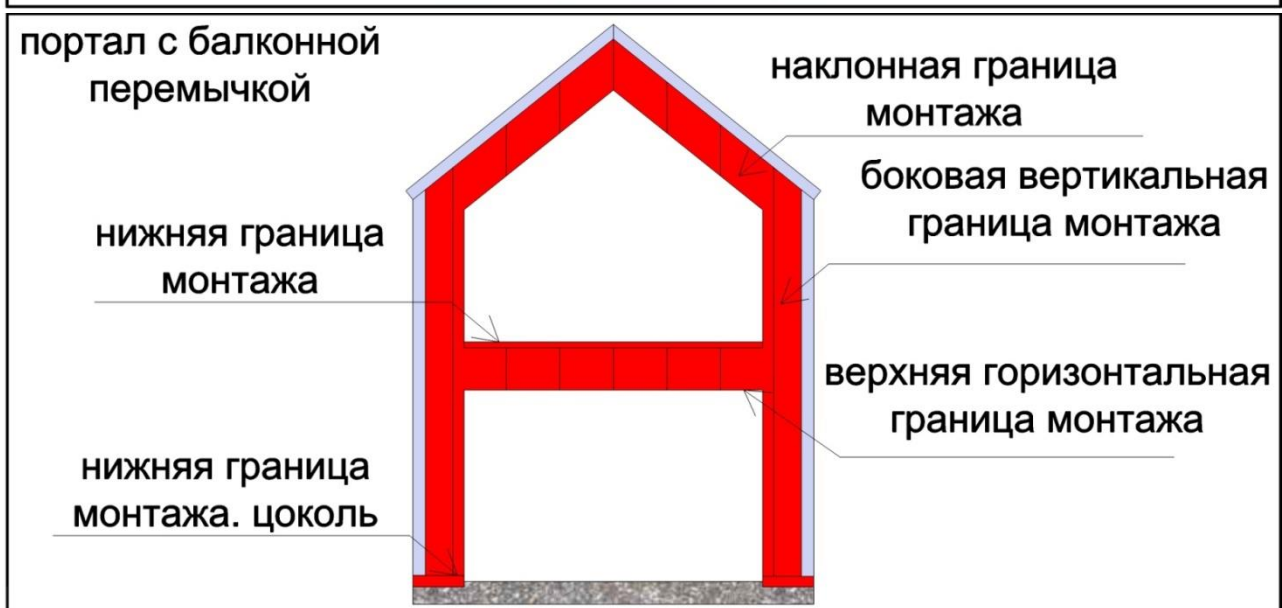 портал с балконной
перемычкой
наклонная граница
монтажа
боковая вертикальная
граница монтажа
нижняя граница
монтажа
верхняя горизонтальная
граница монтажа
нижняя граница
монтажа. цоколь